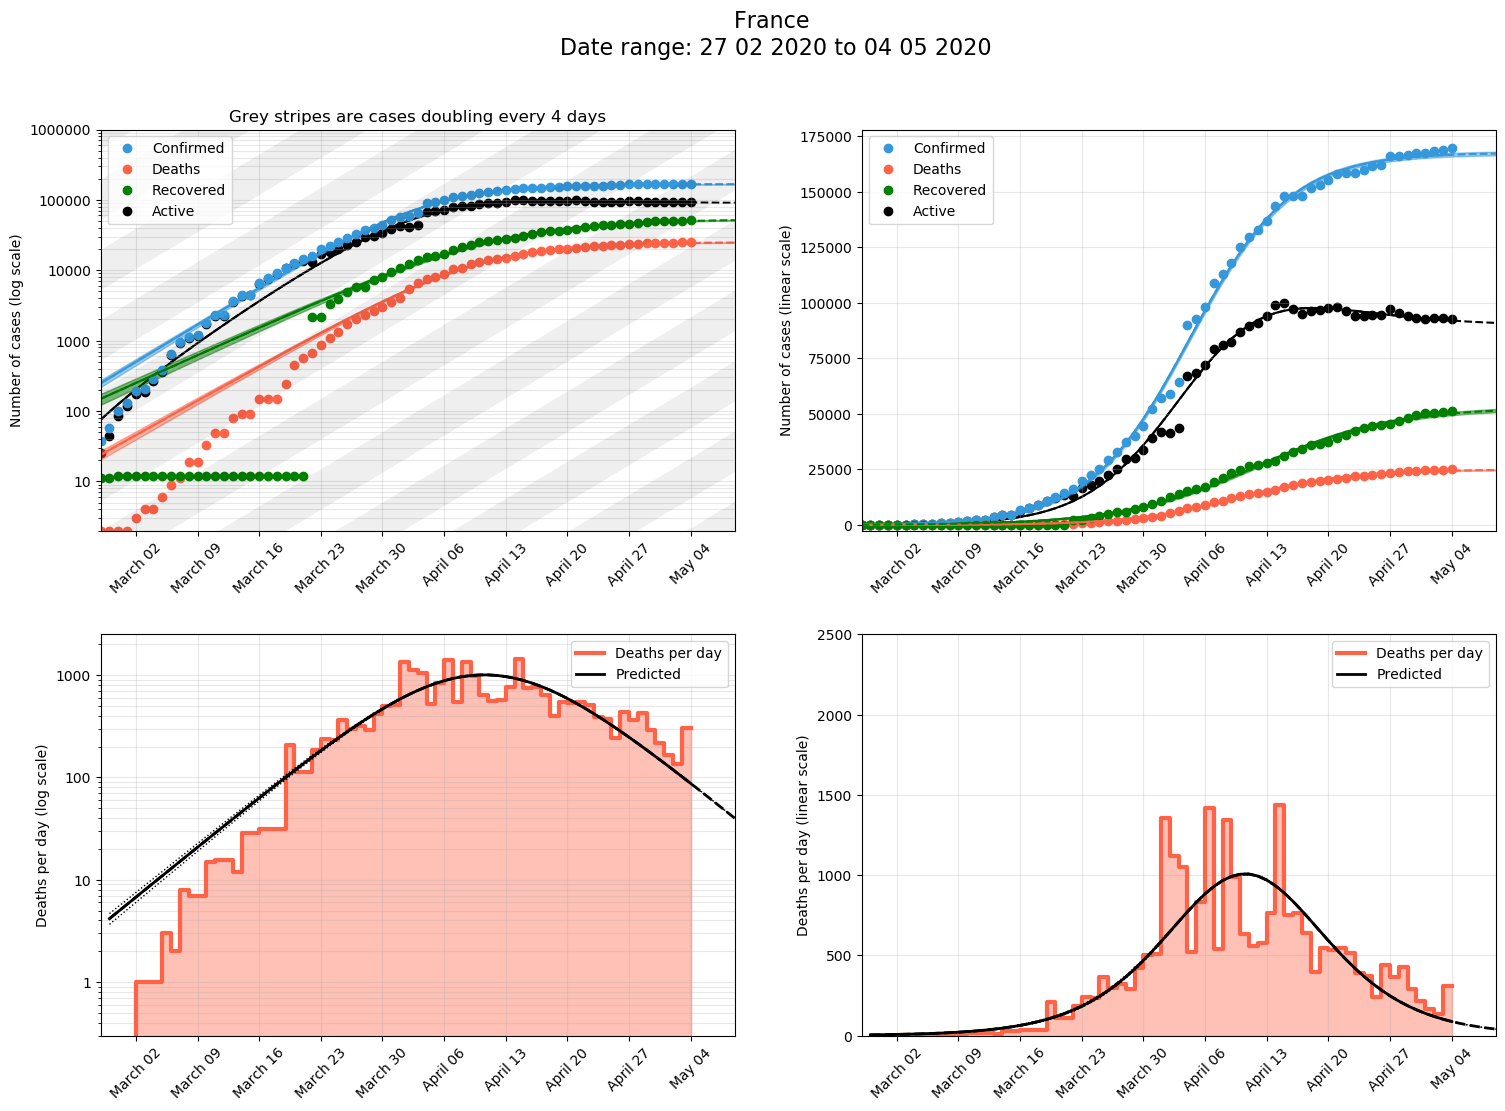 France
Date range: 27 02 2020 to 04 05 2020
Grey stripes are cases doubling every 4 days
Number of cases (log scale)
1000000
100000
10000
1000
100
10
Confirmed
Deaths
Recovered
Active
March 02
March 09
March 16
March 23
March 30
April 06
April 13
April 20
April 27
May 04
Number of cases (linear scale)
175000
150000
125000
100000
75000
50000
25000
0
Confirmed
Deaths
Recovered
Active
March 02
March 09
March 16
March 23
March 30
April 06
April 13
April 20
April 27
May 04
Deaths per day (log scale)
1000
100
10
1
Deaths per day
Predicted
March 02
March 09
March 16
March 23
March 30
April 06
April 13
April 20
April 27
May 04
Deaths per day (linear scale)
2500
2000
1500
1000
500
0
Deaths per day
Predicted
March 02
March 09
March 16
March 23
March 30
April 06
April 13
April 20
April 27
May 04